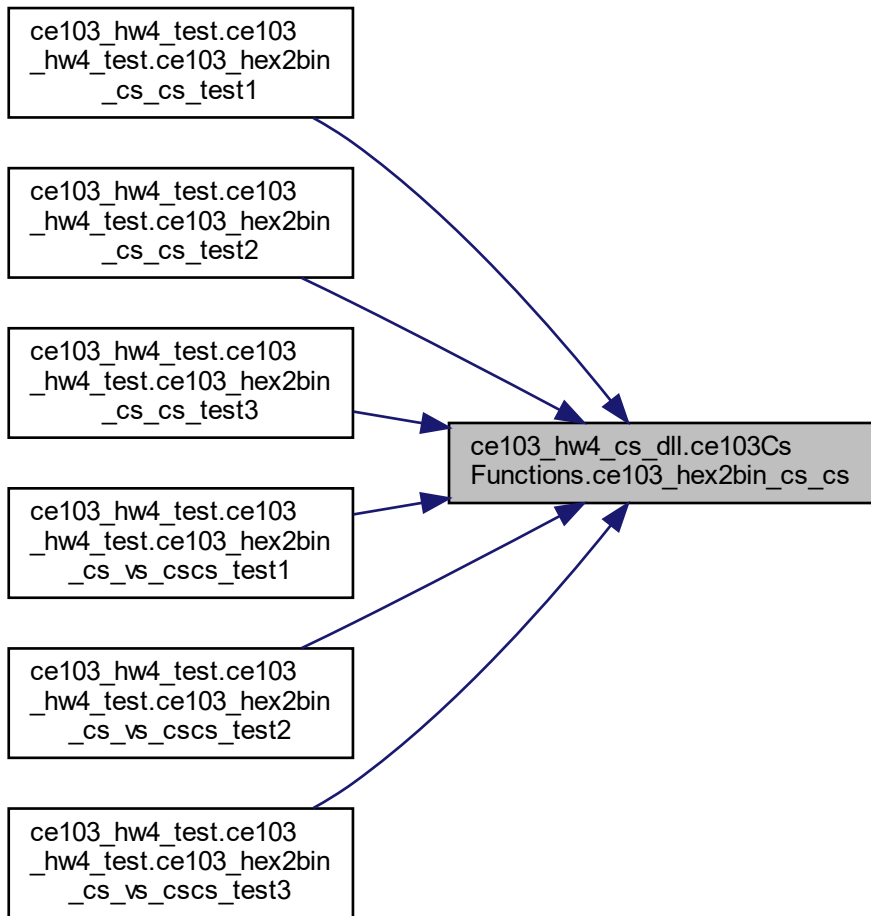 ce103_hw4_test.ce103
_hw4_test.ce103_hex2bin
_cs_cs_test1
ce103_hw4_test.ce103
_hw4_test.ce103_hex2bin
_cs_cs_test2
ce103_hw4_test.ce103
_hw4_test.ce103_hex2bin
_cs_cs_test3
ce103_hw4_cs_dll.ce103Cs
Functions.ce103_hex2bin_cs_cs
ce103_hw4_test.ce103
_hw4_test.ce103_hex2bin
_cs_vs_cscs_test1
ce103_hw4_test.ce103
_hw4_test.ce103_hex2bin
_cs_vs_cscs_test2
ce103_hw4_test.ce103
_hw4_test.ce103_hex2bin
_cs_vs_cscs_test3